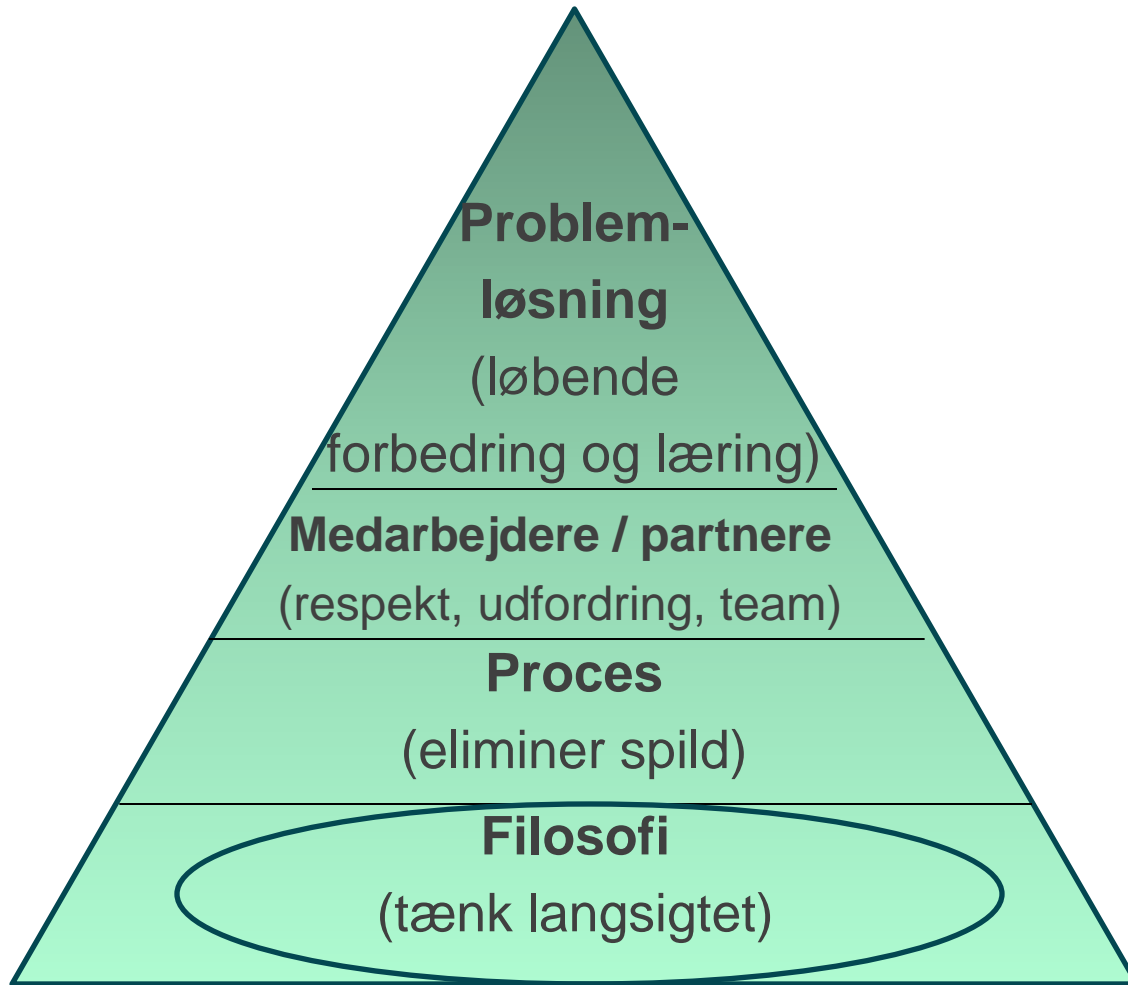 Problem-
løsning
(løbende
forbedring og læring)
Medarbejdere / partnere
(respekt, udfordring, team)
Proces
(eliminer spild)
Filosofi
(tænk langsigtet)